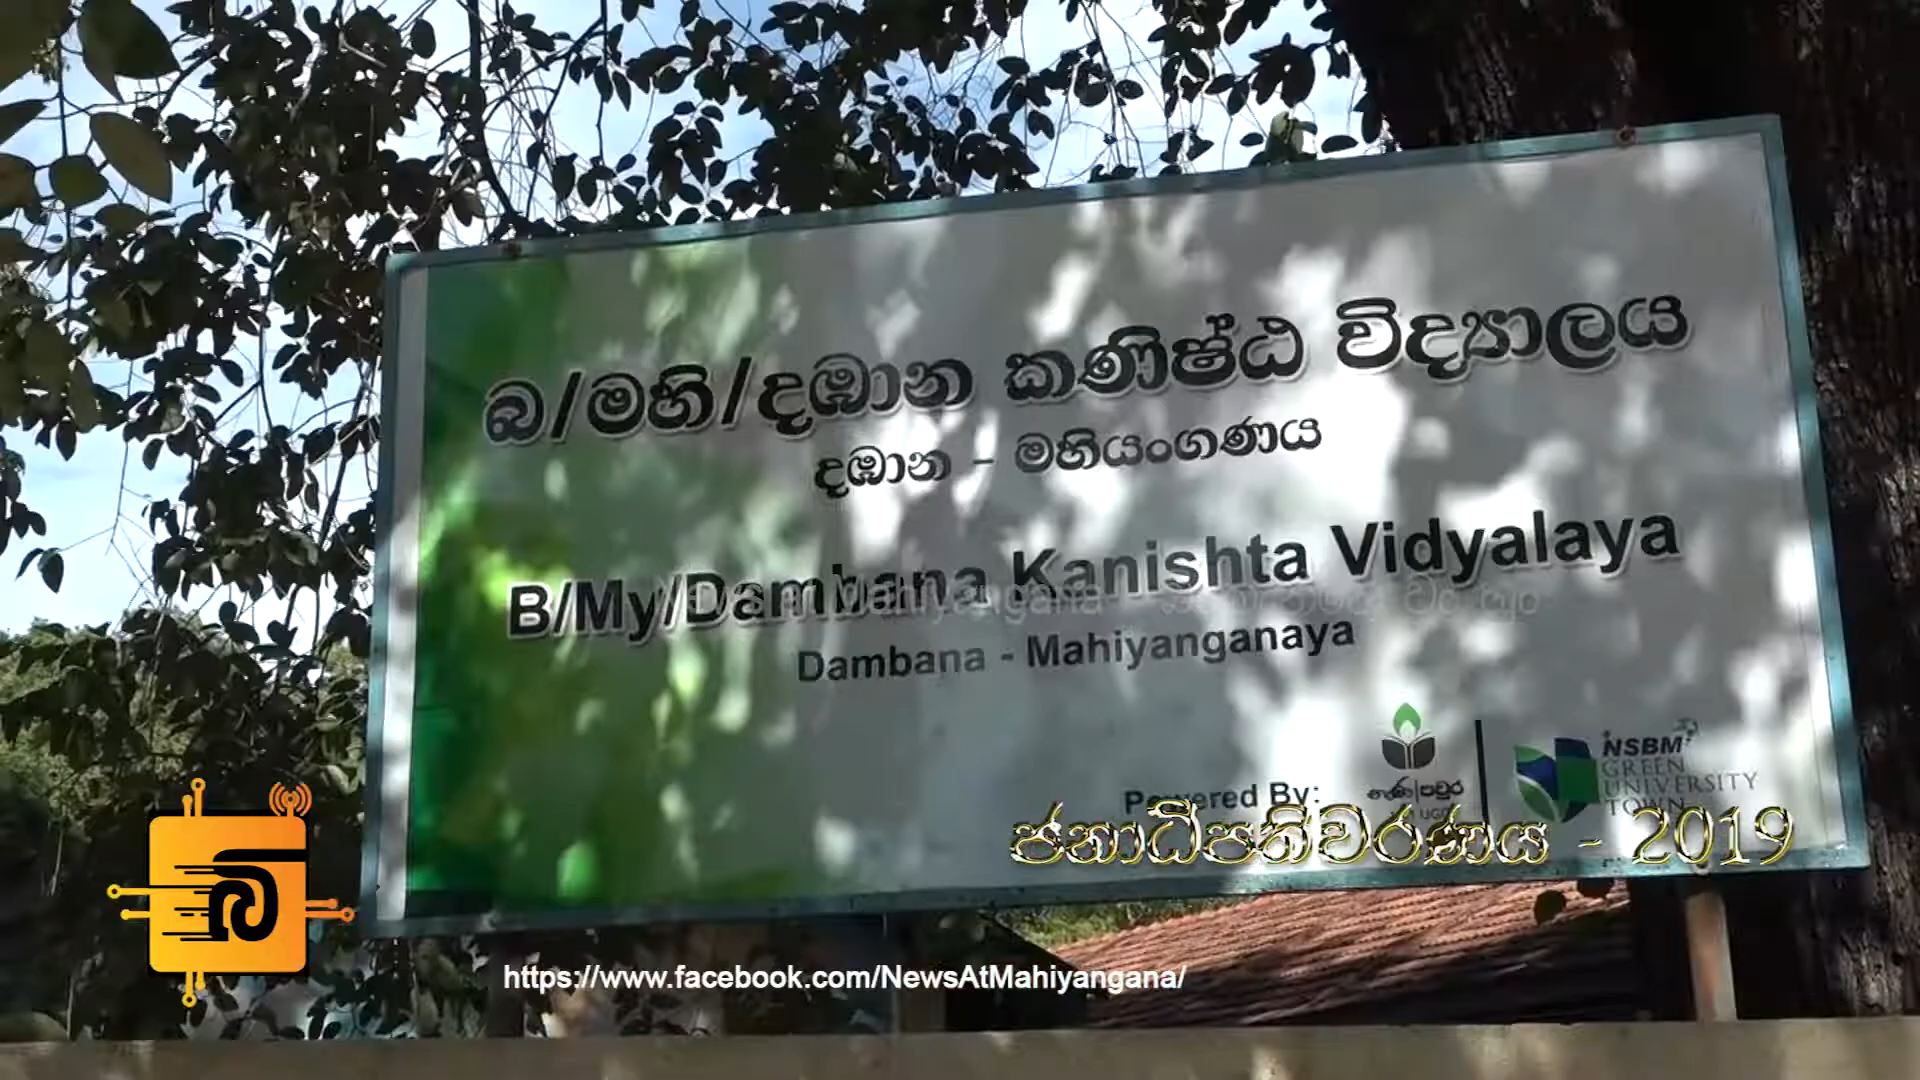 බ/මහි/දඹාන කණිෂ්ඨ විද්‍යාලය
දඹාන - මහියංගණය
B/My/Dambana Kanishta Vidyalaya
Dambana - Mahiyanganaya
Powered By:
NSBM
GREEN
UNIVERSITY
TOWN
ජනාධිපතිවරණය - 2019
https://www.facebook.com/NewsAtMahiyangana/